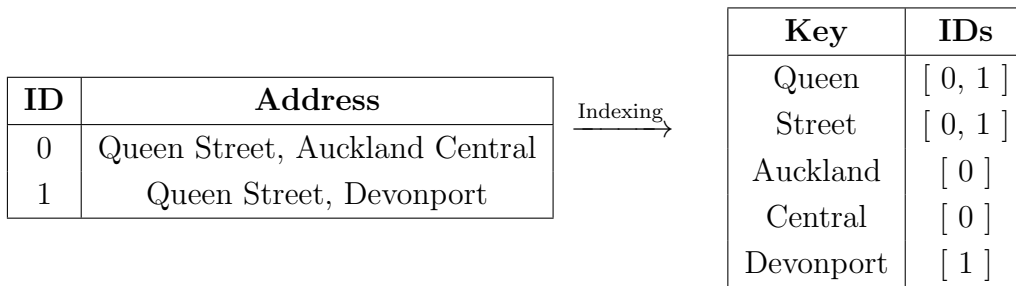 ID Address
0 Queen Street, Auckland Central
1 Queen Street, Devonport
Indexing
Key IDs
Queen [ 0, 1 ]
Street [ 0, 1 ]
Auckland [ 0 ]
Central [ 0 ]
Devonport [ 1 ]